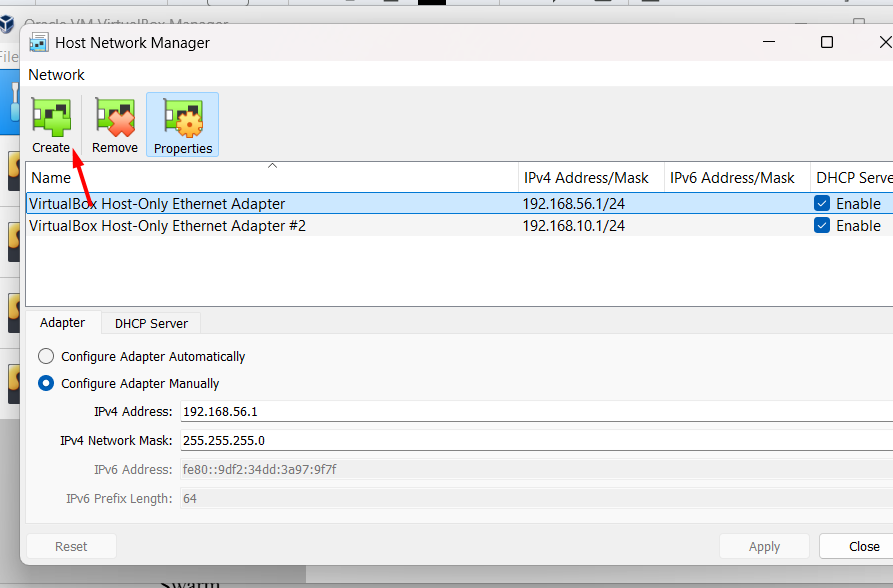 Oracle VM VirtualBox Manager
File
Host Network Manager
Network
Create
Remove
Properties
Name
IPv4 Address/Mask
IPv6 Address/Mask
DHCP Serve
VirtualBox Host-Only Ethernet Adapter
192.168.56.1/24
Enable
VirtualBox Host-Only Ethernet Adapter #2
192.168.10.1/24
Enable
Adapter
DHCP Server
Configure Adapter Automatically
Configure Adapter Manually
IPv4 Address: 192.168.56.1
IPv4 Network Mask: 255.255.255.0
IPv6 Address: fe80::9df2:34dd:3a97:9f7f
IPv6 Prefix Length: 64
Reset
Apply
Close
Swarm